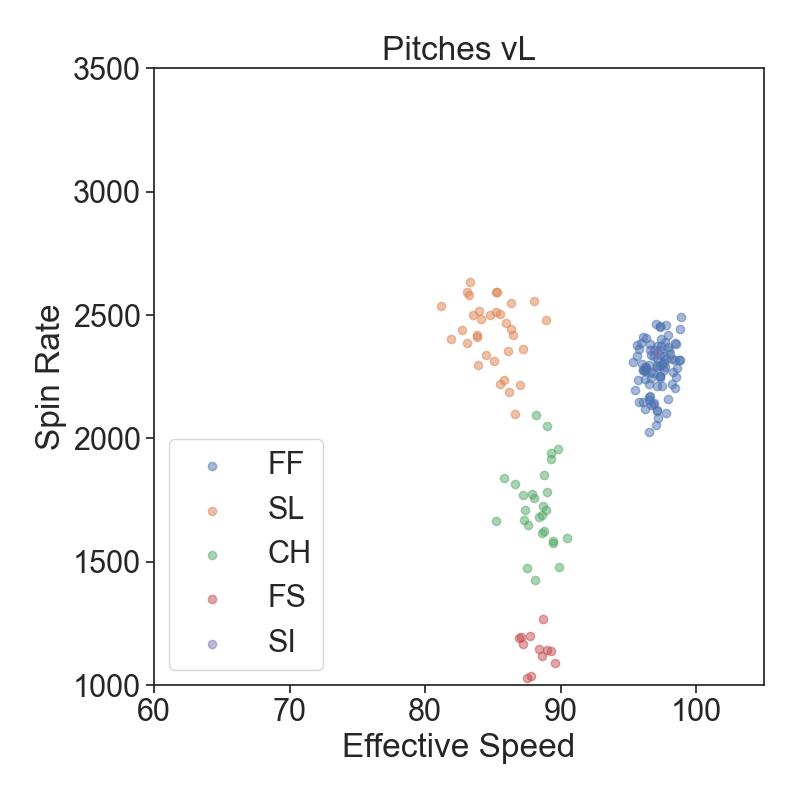 Pitches vL
3500
3000
2500
2000
1500
1000
Spin Rate
FF
SL
CH
FS
SI
60 70 80 90 100
Effective Speed